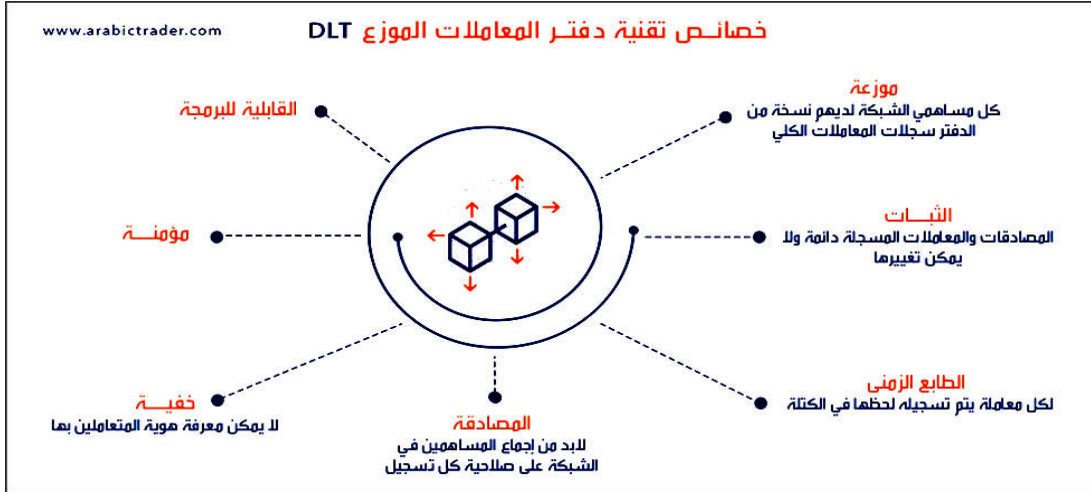 خصائص تقنية دفتر المعاملات الموزع DLT
www.arabictrader.com
موزعة
كل مساهمي الشبكة لديهم نسخة من
الدفتر سجلات المعاملات الكلي
الثبات
المصادقات والمعاملات المسجلة دائمة ولا
يمكن تغييرها
الطابع الزمني
لكل معاملة يتم تسجيله لحظها في الكتلة
المصادقة
لابد من إجماع المساهمين في
الشبكة على صلاحية كل تسجيل
خفية
لا يمكن معرفة هوية المتعاملين بها
مؤمنة
القابلية للبرمجة